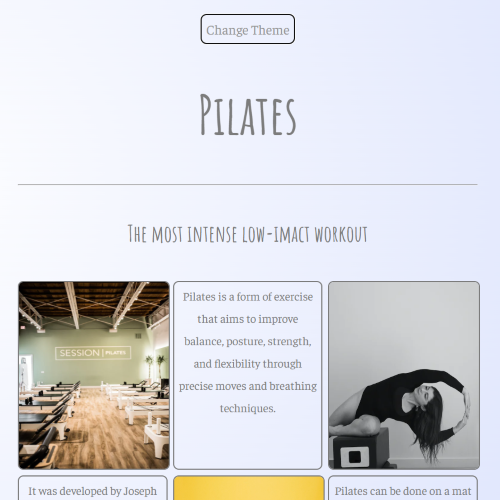 Change Theme
Pilates
The most intense low-imact workout
SESSION | PILATES
Pilates is a form of exercise
that aims to improve
balance, posture, strength,
and flexibility through
precise moves and breathing
techniques.
It was developed by Joseph
Pilates can be done on a mat